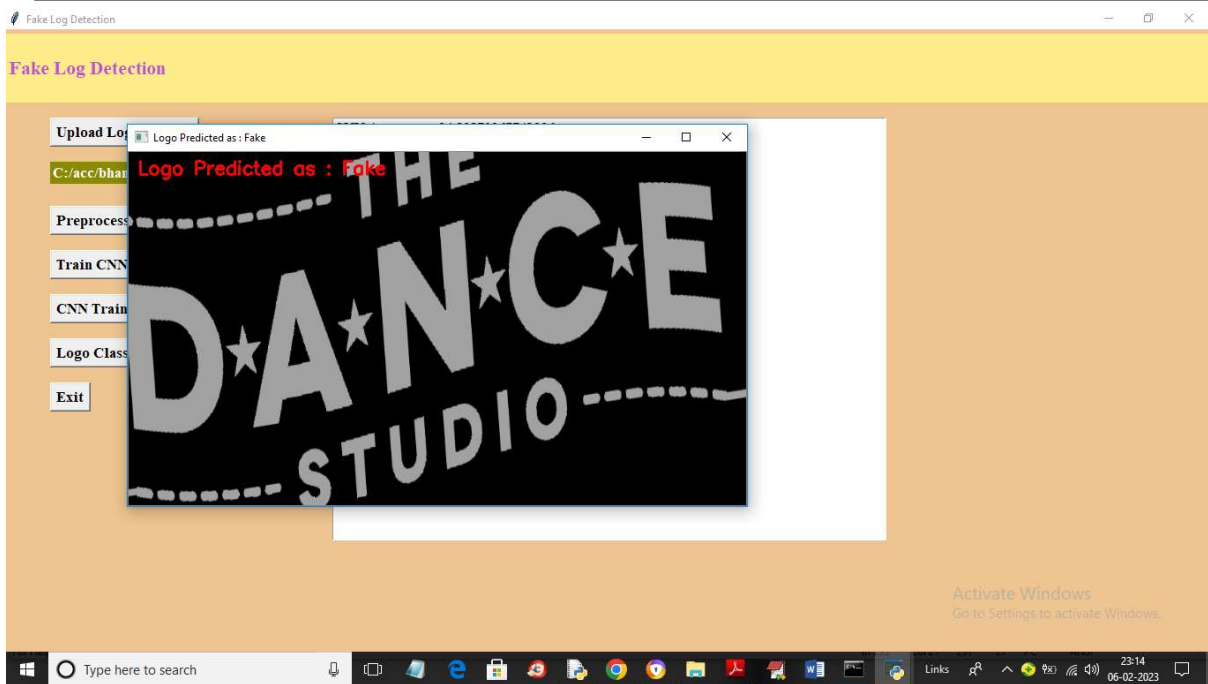 Fake Log Detection
Fake Log Detection
Upload Log
Logo Predicted as : Fake
C:/acc/bhan
Logo Predicted as : Fake
THE
Preprocess
D★A★N★C★E
Train CNN
CNN Train
Logo Class
STUDIO
Exit
Activate Windows
Go to Settings to activate Windows.
Type here to search
Links
23:14
06-02-2023